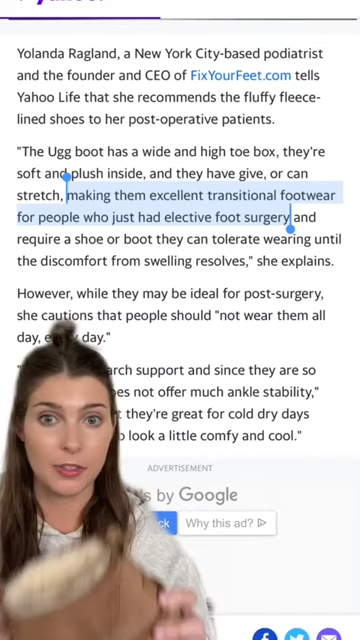 Yolanda Ragland, a New York City-based podiatrist
and the founder and CEO of FixYourFeet.com tells
Yahoo Life that she recommends the fluffy fleece-
lined shoes to her post-operative patients.
"The Ugg boot has a wide and high toe box, they're
soft and plush inside, and they have give, or can
stretch, making them excellent transitional footwear
for people who just had elective foot surgery and
require a shoe or boot they can tolerate wearing until
the discomfort from swelling resolves," she explains.
However, while they may be ideal for post-surgery,
she cautions that people should "not wear them all
day, every day."
arch support and since they are so
does not offer much ankle stability,"
they're great for cold dry days
look a little comfy and cool."
ADVERTISEMENT
by Google
Why this ad?